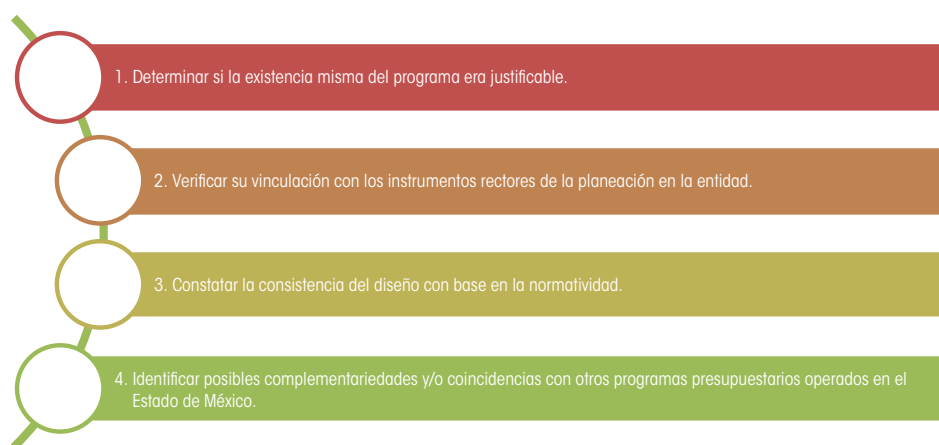 1. Determinar si la existencia misma del programa era justificable.
2. Verificar su vinculación con los instrumentos rectores de la planeación en la entidad.
3. Constatar la consistencia del diseño con base en la normatividad.
4. Identificar posibles complementariedades y/o coincidencias con otros programas presupuestarios operados en el
Estado de México.